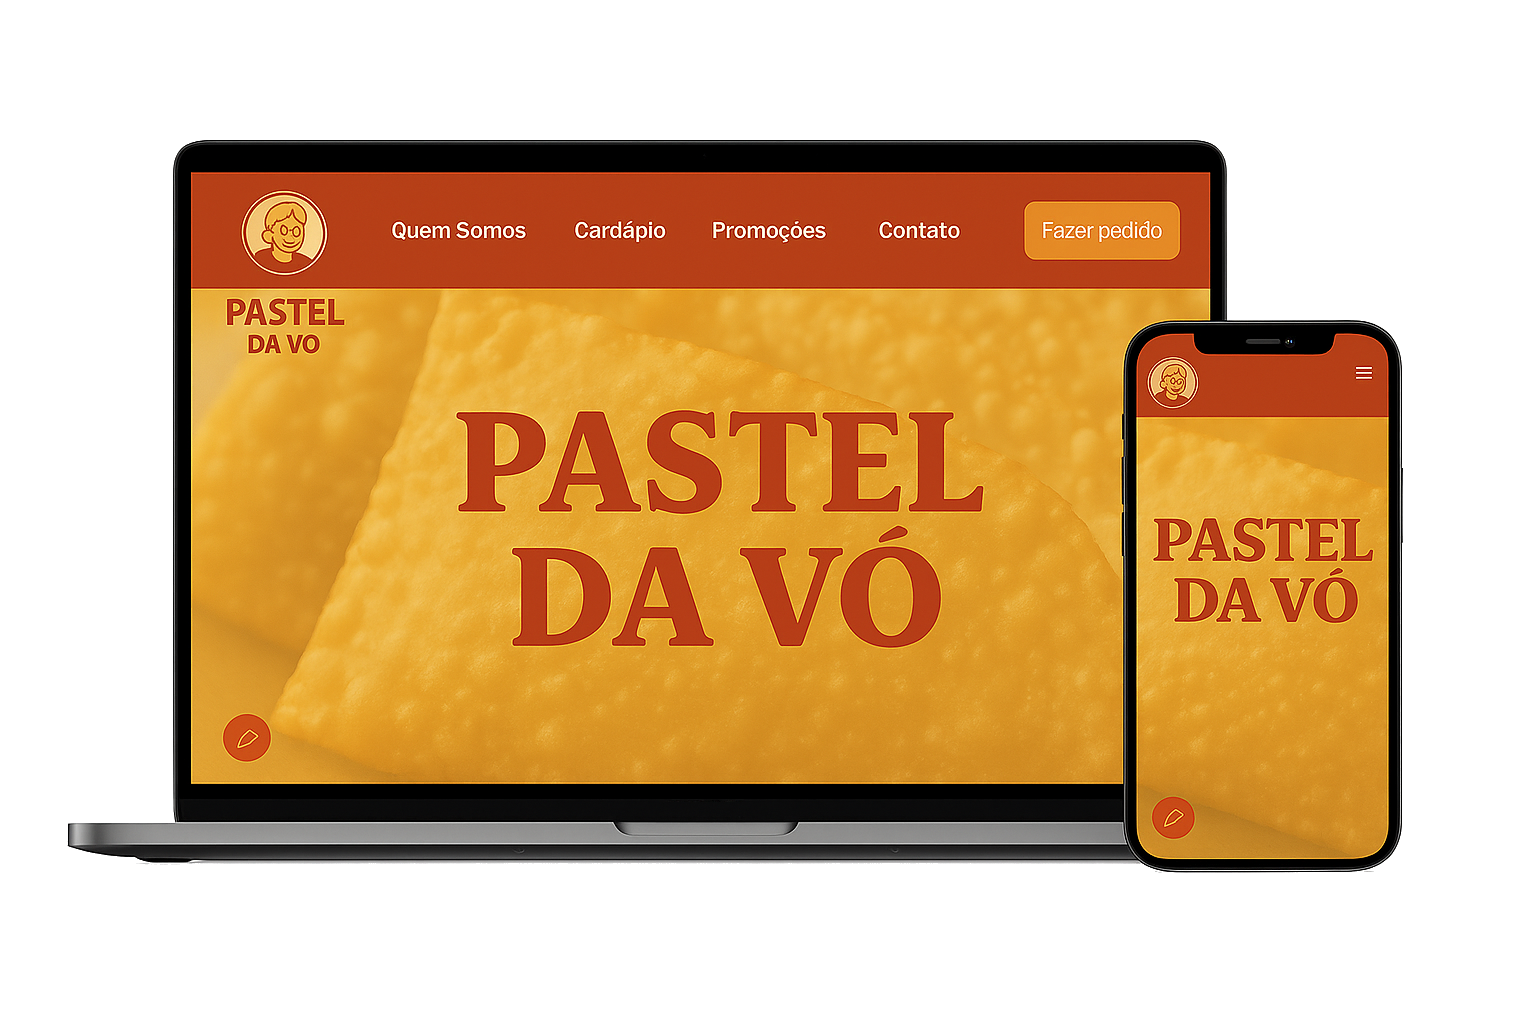 Quem Somos
Cardápio
Promoções
Contato
Fazer pedido
PASTEL
DA VO
PASTEL
DA VÓ
PASTEL
DA VÓ